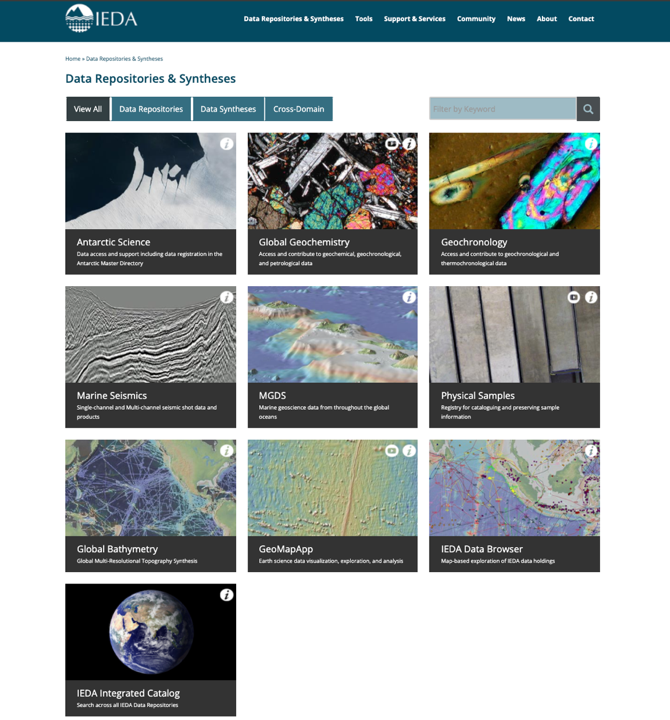 IEDA
Data Repositories & Syntheses Tools Support & Services Community News About Contact
Home » Data Repositories & Syntheses
Data Repositories & Syntheses
View All Data Repositories Data Syntheses Cross-Domain Filter by Keyword
Antarctic Science
Data access and support including data registration in the
Antarctic Master Directory
Global Geochemistry
Access and contribute to geochemical, geochronological,
and petrological data
Geochronology
Access and contribute to geochronological and
thermochronological data
Marine Seismics
Single-channel and Multi-channel seismic shot data and
products
MGDS
Marine geoscience data from throughout the global
oceans
Physical Samples
Registry for cataloguing and preserving sample
information
Global Bathymetry
Global Multi-Resolutional Topography Synthesis
GeoMapApp
Earth science data visualization, exploration, and analysis
IEDA Data Browser
Map-based exploration of IEDA data holdings
IEDA Integrated Catalog
Search across all IEDA Data Repositories